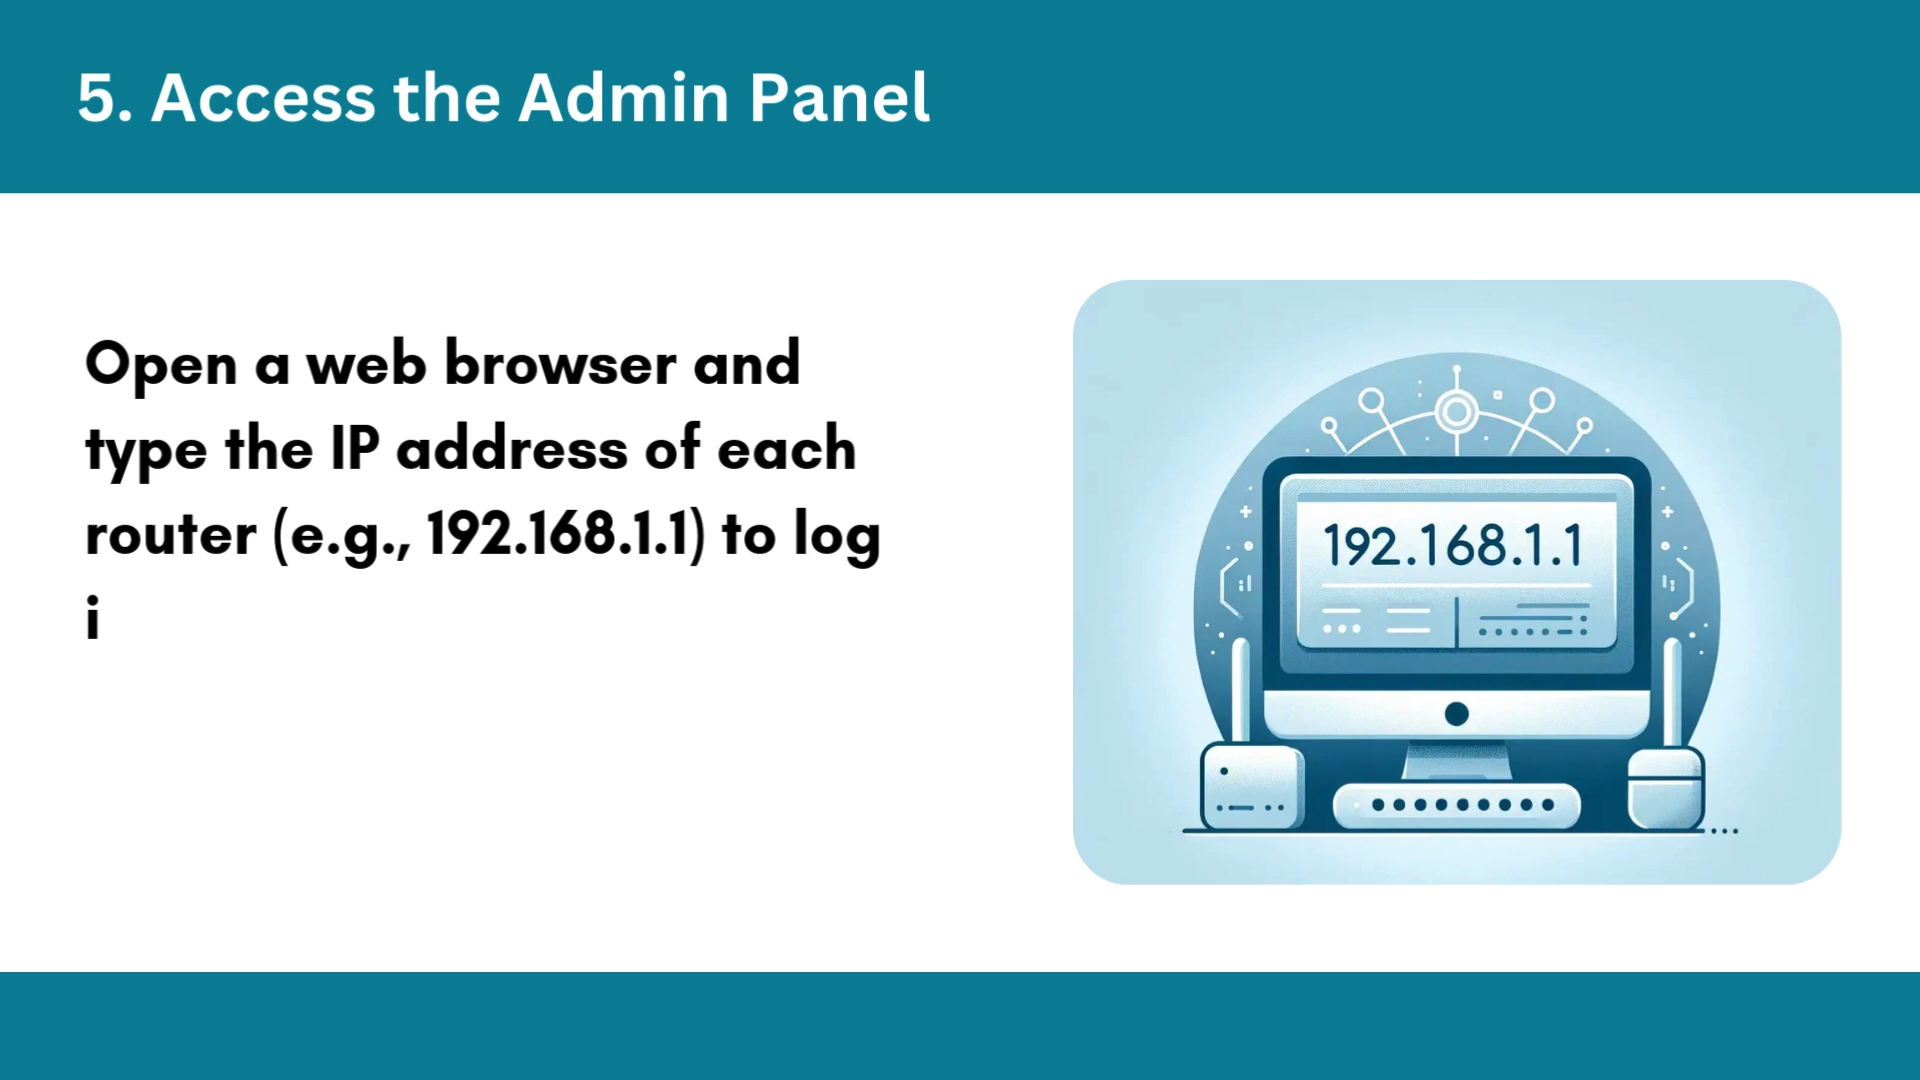 5. Access the Admin Panel
Open a web browser and
type the IP address of each
router (e.g., 192.168.1.1) to log
i
192.168.1.1